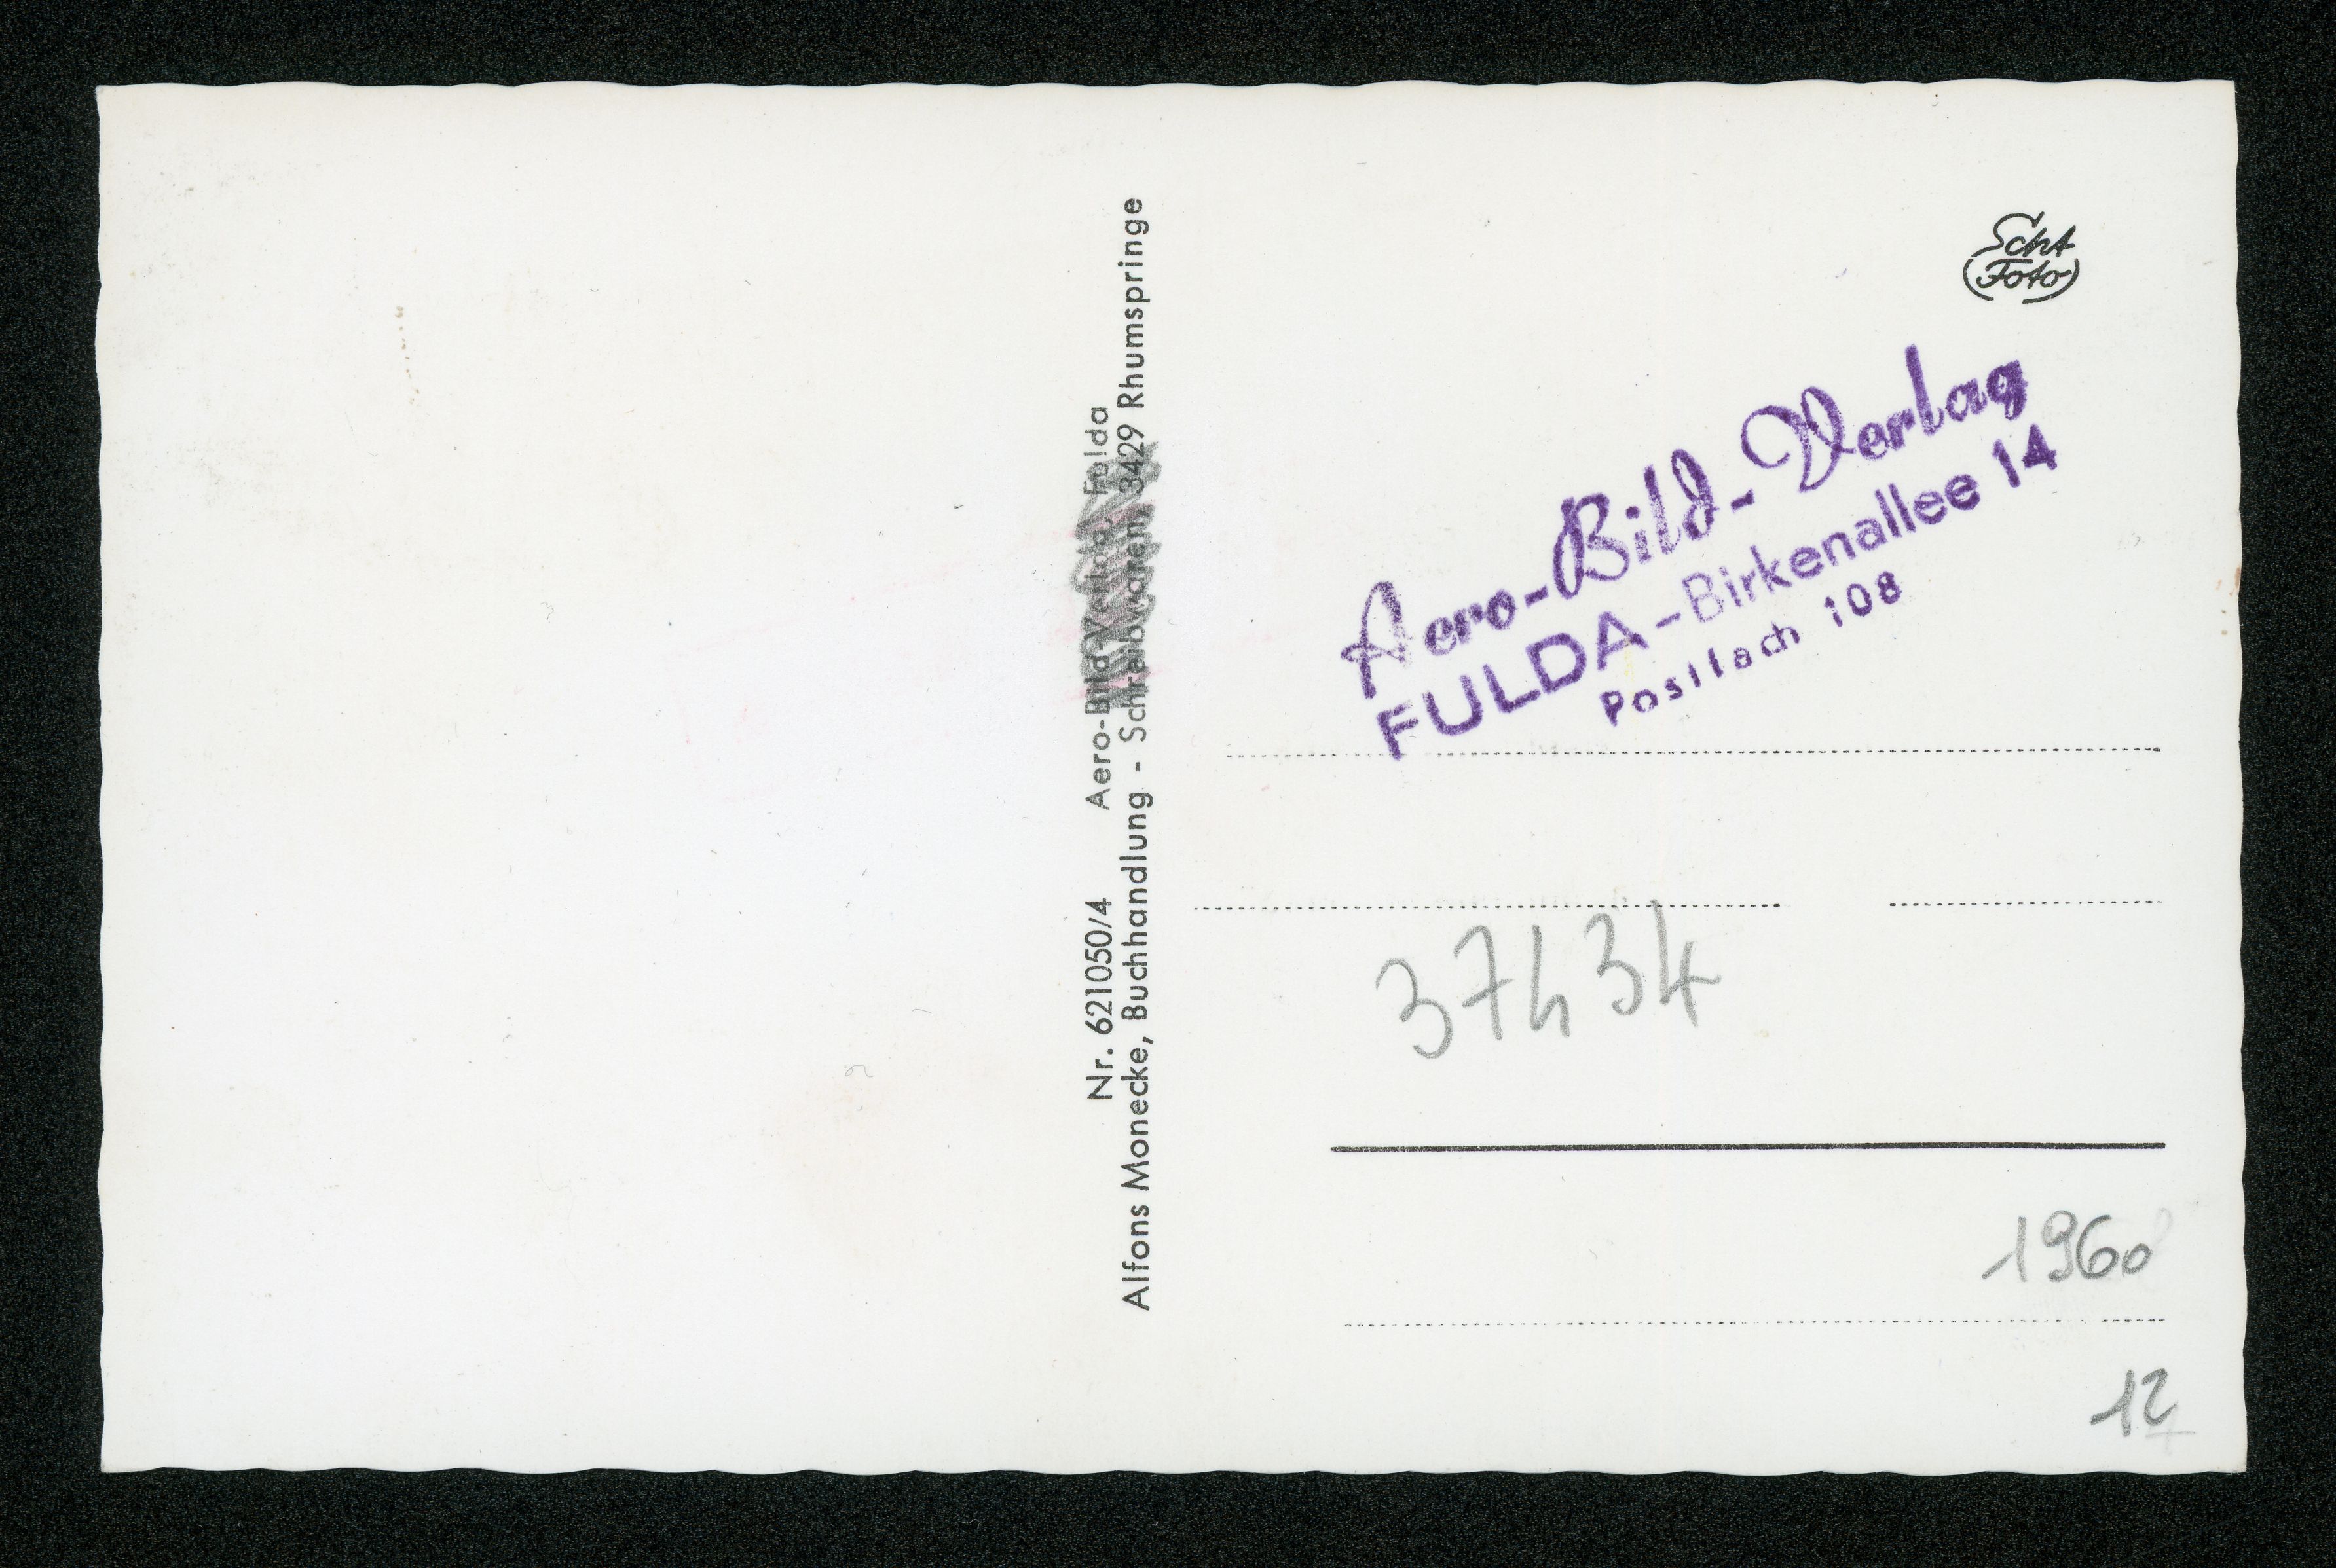 Nr. 621050/4 Aero-Bild-Verlag, Fulda
Alfons Monecke, Buchhandlung - Schreibwaren, 3429 Rhumspringe
Echt
Foto
Aero-Bild-Verlag
FULDA-Birkenallee 14
Postfach 108
37434
1960
12